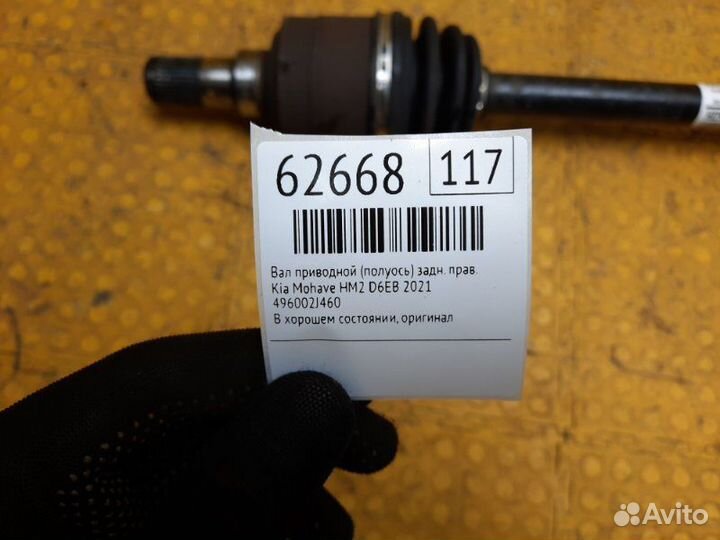 62668 117
Вал приводной (полуось) задн. прав.
Kia Mohave HM2 D6EB 2021
496002J460
В хорошем состоянии, оригинал
Avito